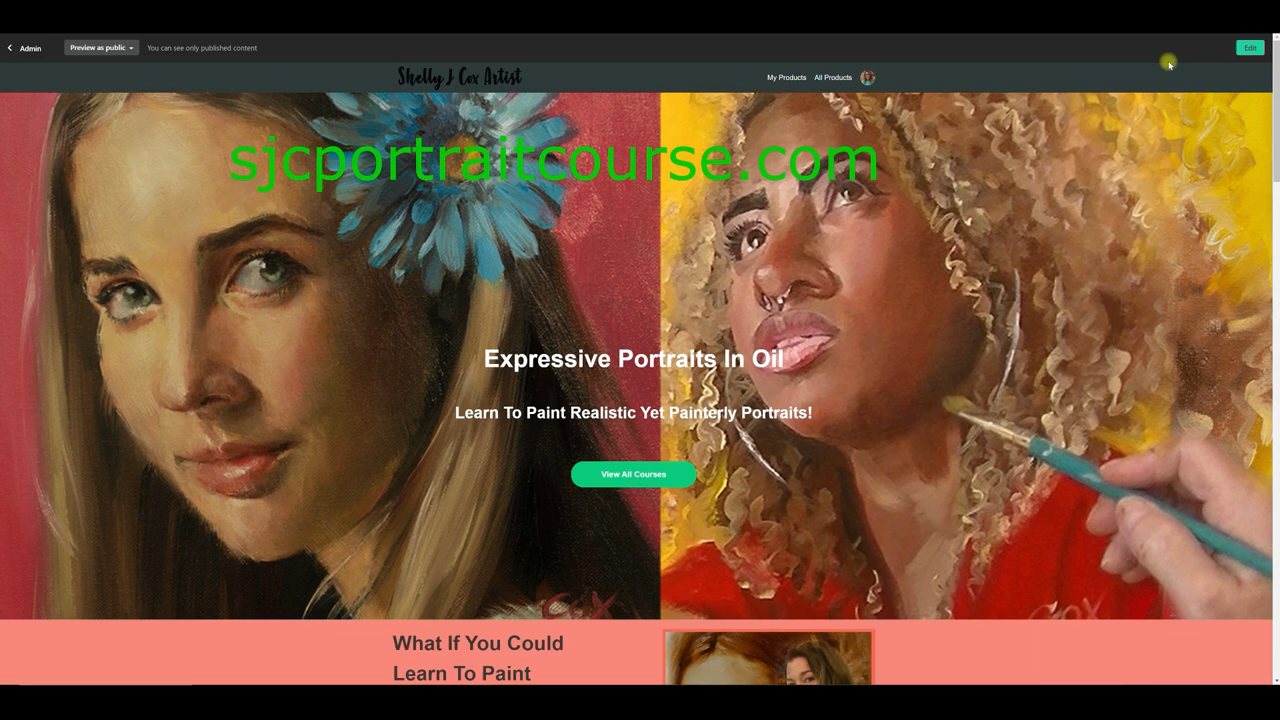 Admin
Preview as public
You can see only published content
Edit
Shelly J Cox Artist
My Products
All Products
sjcportraitcourse.com
Expressive Portraits In Oil
Learn To Paint Realistic Yet Painterly Portraits!
View All Courses
Cox
Cox
What If You Could
Learn To Paint